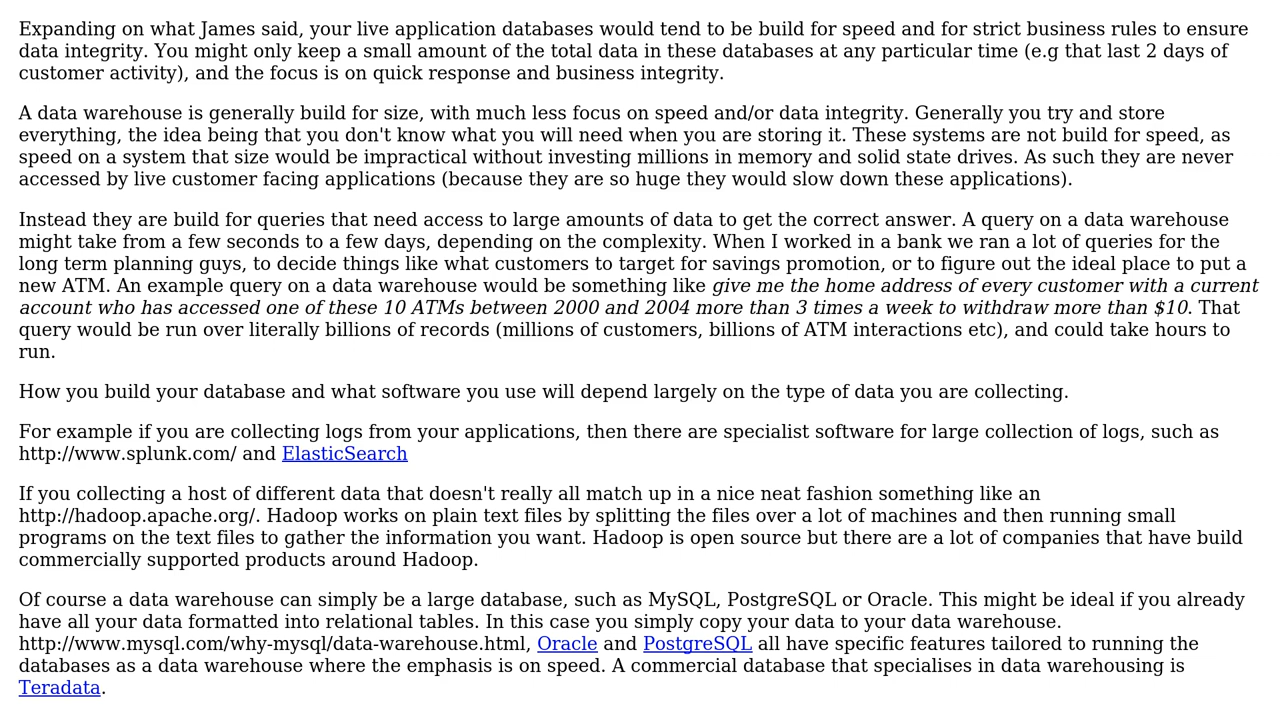 Expanding on what James said, your live application databases would tend to be build for speed and for strict business rules to ensure
data integrity. You might only keep a small amount of the total data in these databases at any particular time (e.g that last 2 days of
customer activity), and the focus is on quick response and business integrity.
A data warehouse is generally build for size, with much less focus on speed and/or data integrity. Generally you try and store
everything, the idea being that you don't know what you will need when you are storing it. These systems are not build for speed, as
speed on a system that size would be impractical without investing millions in memory and solid state drives. As such they are never
accessed by live customer facing applications (because they are so huge they would slow down these applications).
Instead they are build for queries that need access to large amounts of data to get the correct answer. A query on a data warehouse
might take from a few seconds to a few days, depending on the complexity. When I worked in a bank we ran a lot of queries for the
long term planning guys, to decide things like what customers to target for savings promotion, or to figure out the ideal place to put a
new ATM. An example query on a data warehouse would be something like give me the home address of every customer with a current
account who has accessed one of these 10 ATMs between 2000 and 2004 more than 3 times a week to withdraw more than $10. That
query would be run over literally billions of records (millions of customers, billions of ATM interactions etc), and could take hours to
run.
How you build your database and what software you use will depend largely on the type of data you are collecting.
For example if you are collecting logs from your applications, then there are specialist software for large collection of logs, such as
http://www.splunk.com/ and ElasticSearch
If you collecting a host of different data that doesn't really all match up in a nice neat fashion something like an
http://hadoop.apache.org/. Hadoop works on plain text files by splitting the files over a lot of machines and then running small
programs on the text files to gather the information you want. Hadoop is open source but there are a lot of companies that have build
commercially supported products around Hadoop.
Of course a data warehouse can simply be a large database, such as MySQL, PostgreSQL or Oracle. This might be ideal if you already
have all your data formatted into relational tables. In this case you simply copy your data to your data warehouse.
http://www.mysql.com/why-mysql/data-warehouse.html, Oracle and PostgreSQL all have specific features tailored to running the
databases as a data warehouse where the emphasis is on speed. A commercial database that specialises in data warehousing is
Teradata.